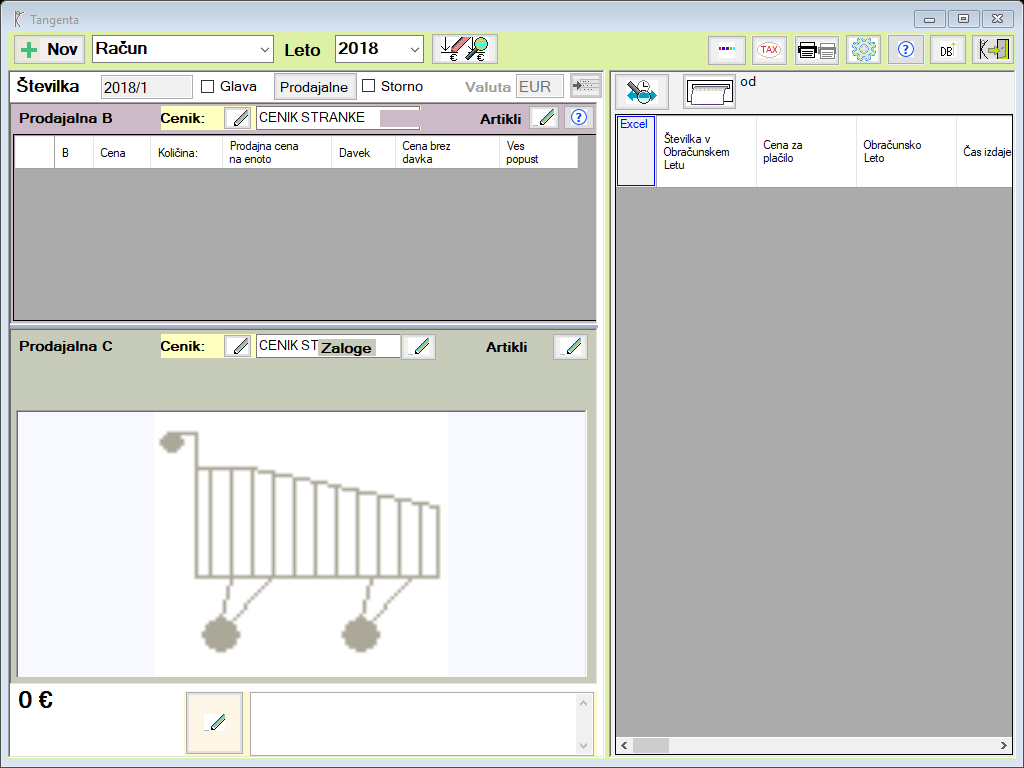 Tangenta
Nov Račun Leto 2018 € € TAX ? DB
Številka 2018/1 Glava Prodajalne Storno Valuta EUR
Prodajalna B Cenik: CENIK STRANKE Artikli ?
B Cena Količina: Prodajna cena na enoto Davek Cena brez davka Ves popust
Prodajalna C Cenik: CENIK ST Zaloge Artikli
0 €
od
Excel Številka v Obračunskem Letu Cena za plačilo Obračunsko Leto Čas izdaje